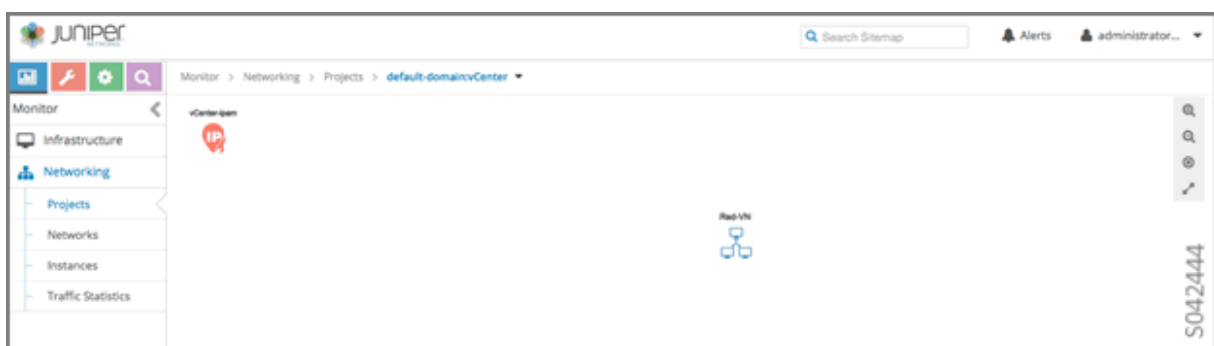 JUNIPER
NETWORKS
Search Sitemap
Alerts
administrator...
Monitor > Networking > Projects > default-domain:vCenter
Monitor
Infrastructure
Networking
Projects
Networks
Instances
Traffic Statistics
vCenter-ipam
IP
Red-VN
S042444